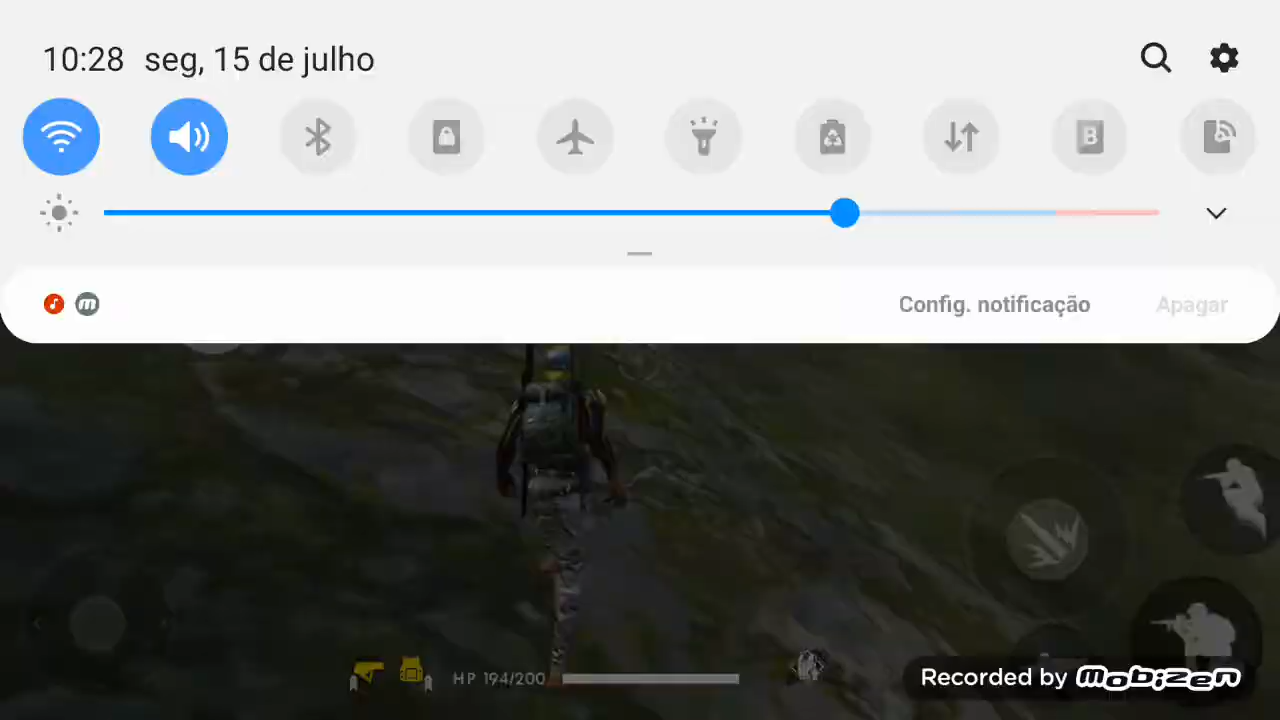 10:28 seg, 15 de julho
B
m
Config. notificação Apagar
HP 194/200
Recorded by mobizen